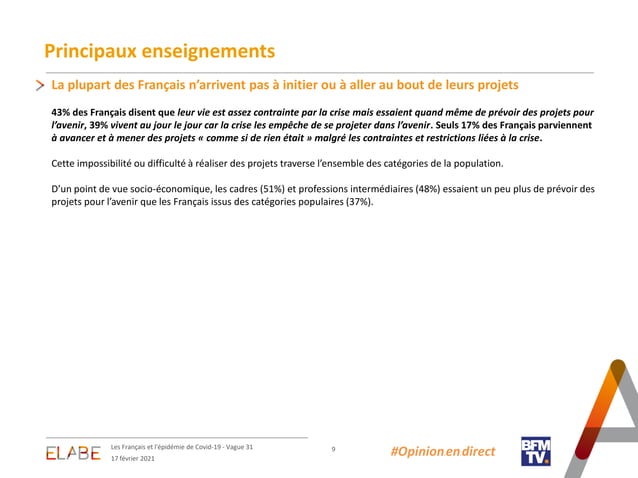 Principaux enseignements
La plupart des Français n’arrivent pas à initier ou à aller au bout de leurs projets
43% des Français disent que leur vie est assez contrainte par la crise mais essaient quand même de prévoir des projets pour
l’avenir, 39% vivent au jour le jour car la crise les empêche de se projeter dans l’avenir. Seuls 17% des Français parviennent
à avancer et à mener des projets « comme si de rien était » malgré les contraintes et restrictions liées à la crise.
Cette impossibilité ou difficulté à réaliser des projets traverse l’ensemble des catégories de la population.
D’un point de vue socio-économique, les cadres (51%) et professions intermédiaires (48%) essaient un peu plus de prévoir des
projets pour l’avenir que les Français issus des catégories populaires (37%).
ELABE
Les Français et l'épidémie de Covid-19 - Vague 31
17 février 2021
9
#Opinion en direct
BFM
TV.